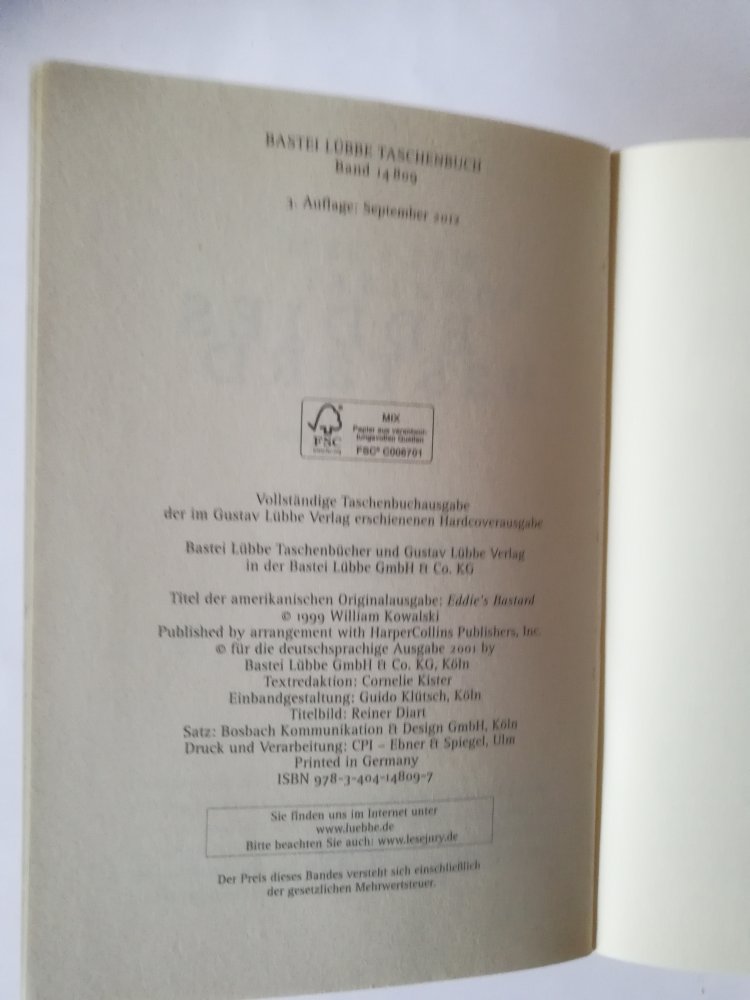 BASTEI LÜBBE TASCHENBUCH
Band 14809
3. Auflage: September 2012
FSC
MIX
Papier aus verantwor-
tungsvollen Quellen
FSC® C006701
Vollständige Taschenbuchausgabe
der im Gustav Lübbe Verlag erschienenen Hardcoverausgabe
Bastei Lübbe Taschenbücher und Gustav Lübbe Verlag
in der Bastei Lübbe GmbH & Co. KG
Titel der amerikanischen Originalausgabe: Eddie's Bastard
© 1999 William Kowalski
Published by arrangement with HarperCollins Publishers, Inc.
© für die deutschsprachige Ausgabe 2001 by
Bastei Lübbe GmbH & Co. KG, Köln
Textredaktion: Cornelie Kister
Einbandgestaltung: Guido Klütsch, Köln
Titelbild: Reiner Diart
Satz: Bosbach Kommunikation & Design GmbH, Köln
Druck und Verarbeitung: CPI – Ebner & Spiegel, Ulm
Printed in Germany
ISBN 978-3-404-14809-7
Sie finden uns im Internet unter
www.luebbe.de
Bitte beachten Sie auch: www.lesejury.de
Der Preis dieses Bandes versteht sich einschließlich
der gesetzlichen Mehrwertsteuer.